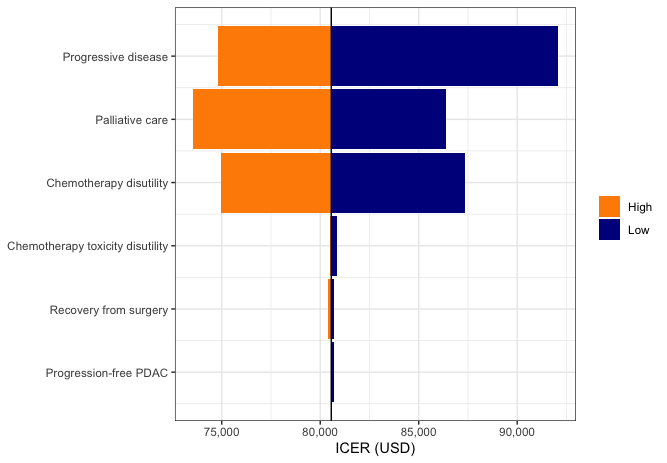 Progressive disease
Palliative care
Chemotherapy disutility
Chemotherapy toxicity disutility
Recovery from surgery
Progression-free PDAC
75,000 80,000 85,000 90,000
ICER (USD)
High
Low